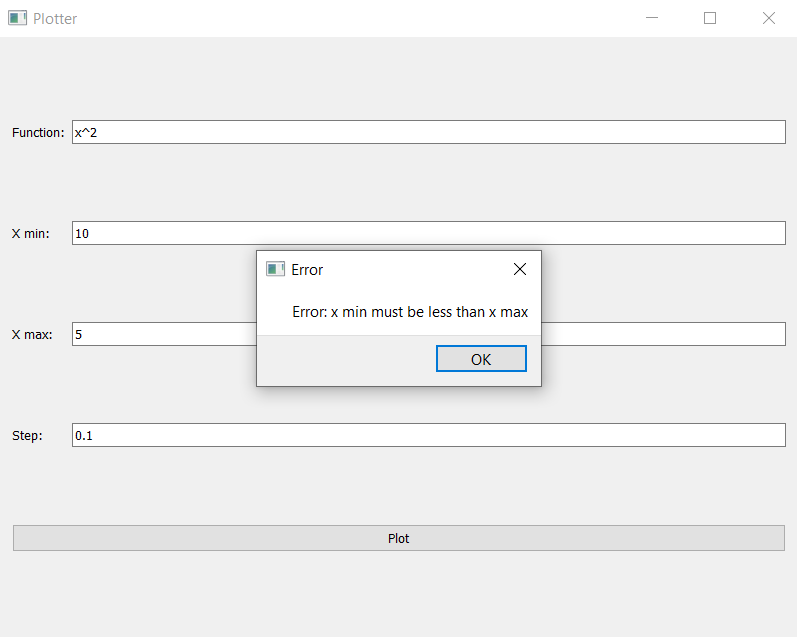 Plotter
Function: x^2
X min: 10
Error
Error: x min must be less than x max
X max: 5
OK
Step: 0.1
Plot